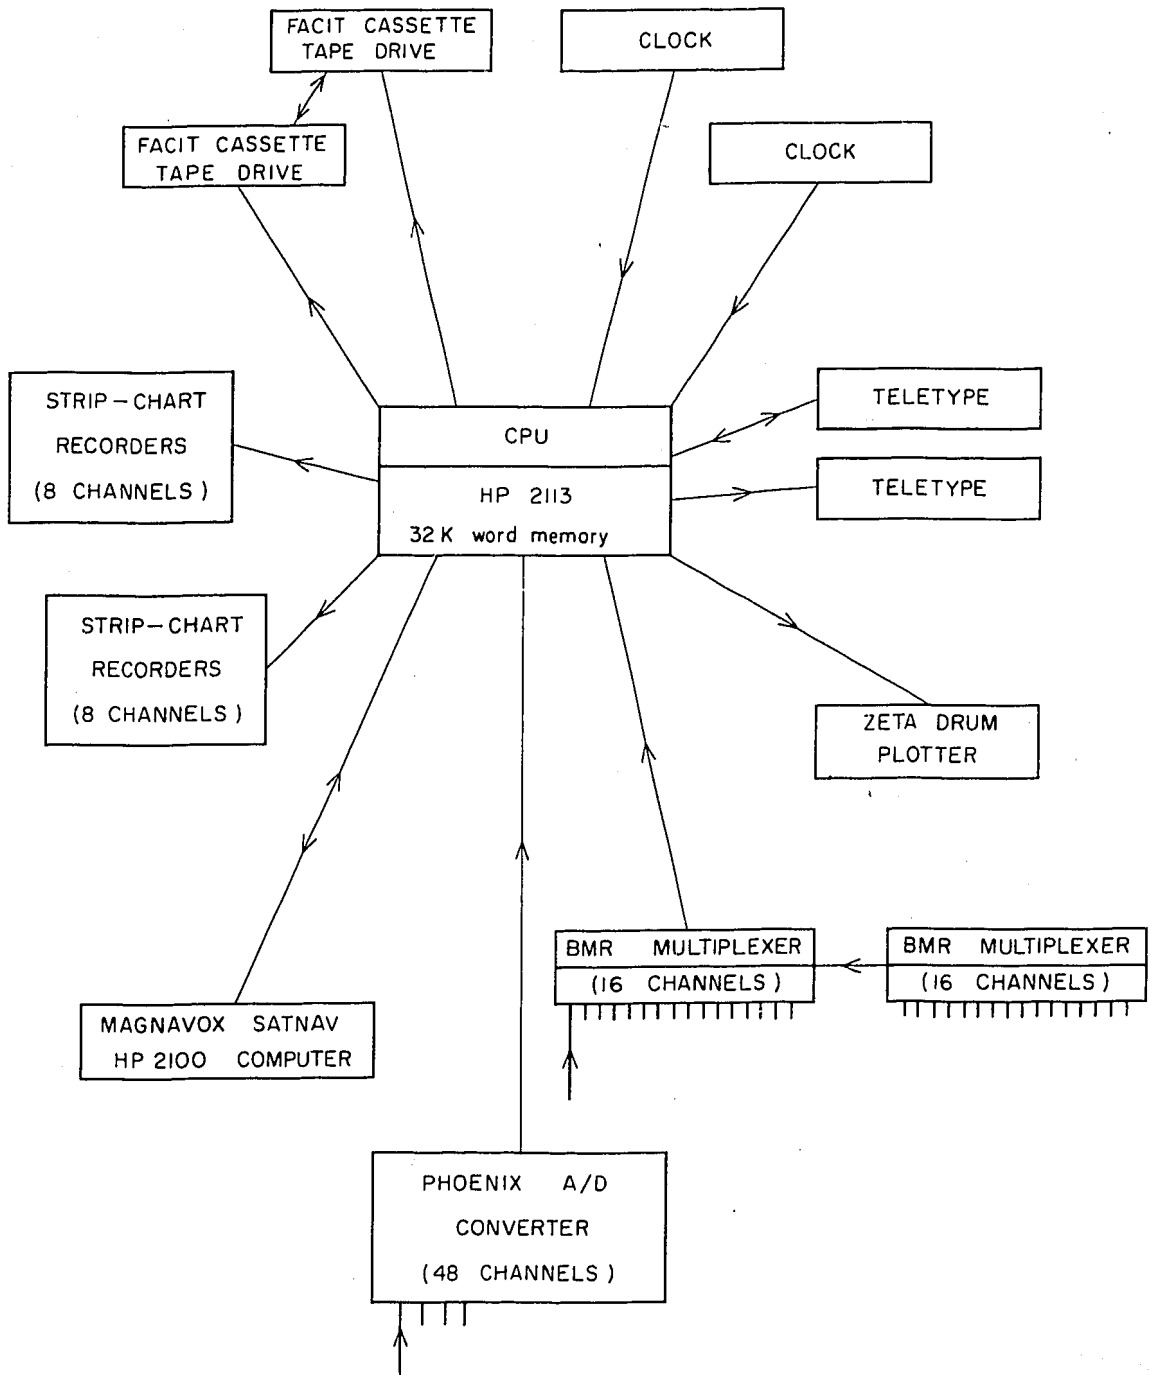 FACIT CASSETTE
TAPE DRIVE
CLOCK
FACIT CASSETTE
TAPE DRIVE
CLOCK
STRIP-CHART
RECORDERS
(8 CHANNELS)
CPU
HP 2113
32K word memory
TELETYPE
TELETYPE
STRIP-CHART
RECORDERS
(8 CHANNELS)
ZETA DRUM
PLOTTER
BMR MULTIPLEXER
(16 CHANNELS)
BMR MULTIPLEXER
(16 CHANNELS)
MAGNAVOX SATNAV
HP 2100 COMPUTER
PHOENIX A/D
CONVERTER
(48 CHANNELS)